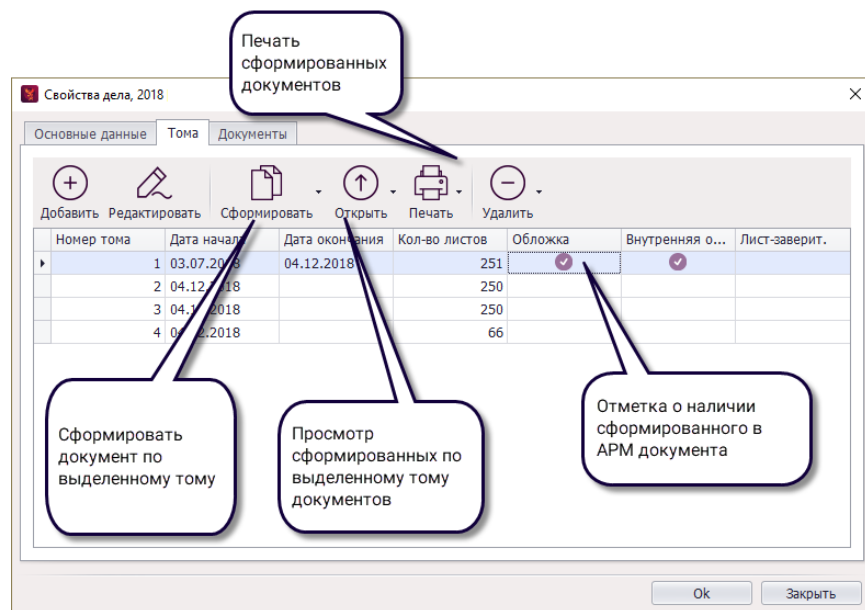 Печать
сформированных
документов
Свойства дела, 2018
Основные данные Тома Документы
Добавить Редактировать Сформировать Открыть Печать Удалить
Номер тома Дата начала Дата окончания Кол-во листов Обложка Внутренняя о... Лист-заверит.
1 03.07.2018 04.12.2018 251
2 04.12.2018 250
3 04.12.2018 250
4 04.12.2018 66
Сформировать
документ по
выделенному тому
Просмотр
сформированных по
выделенному тому
документов
Отметка о наличии
сформированного в
АРМ документа
Ok Закрыть